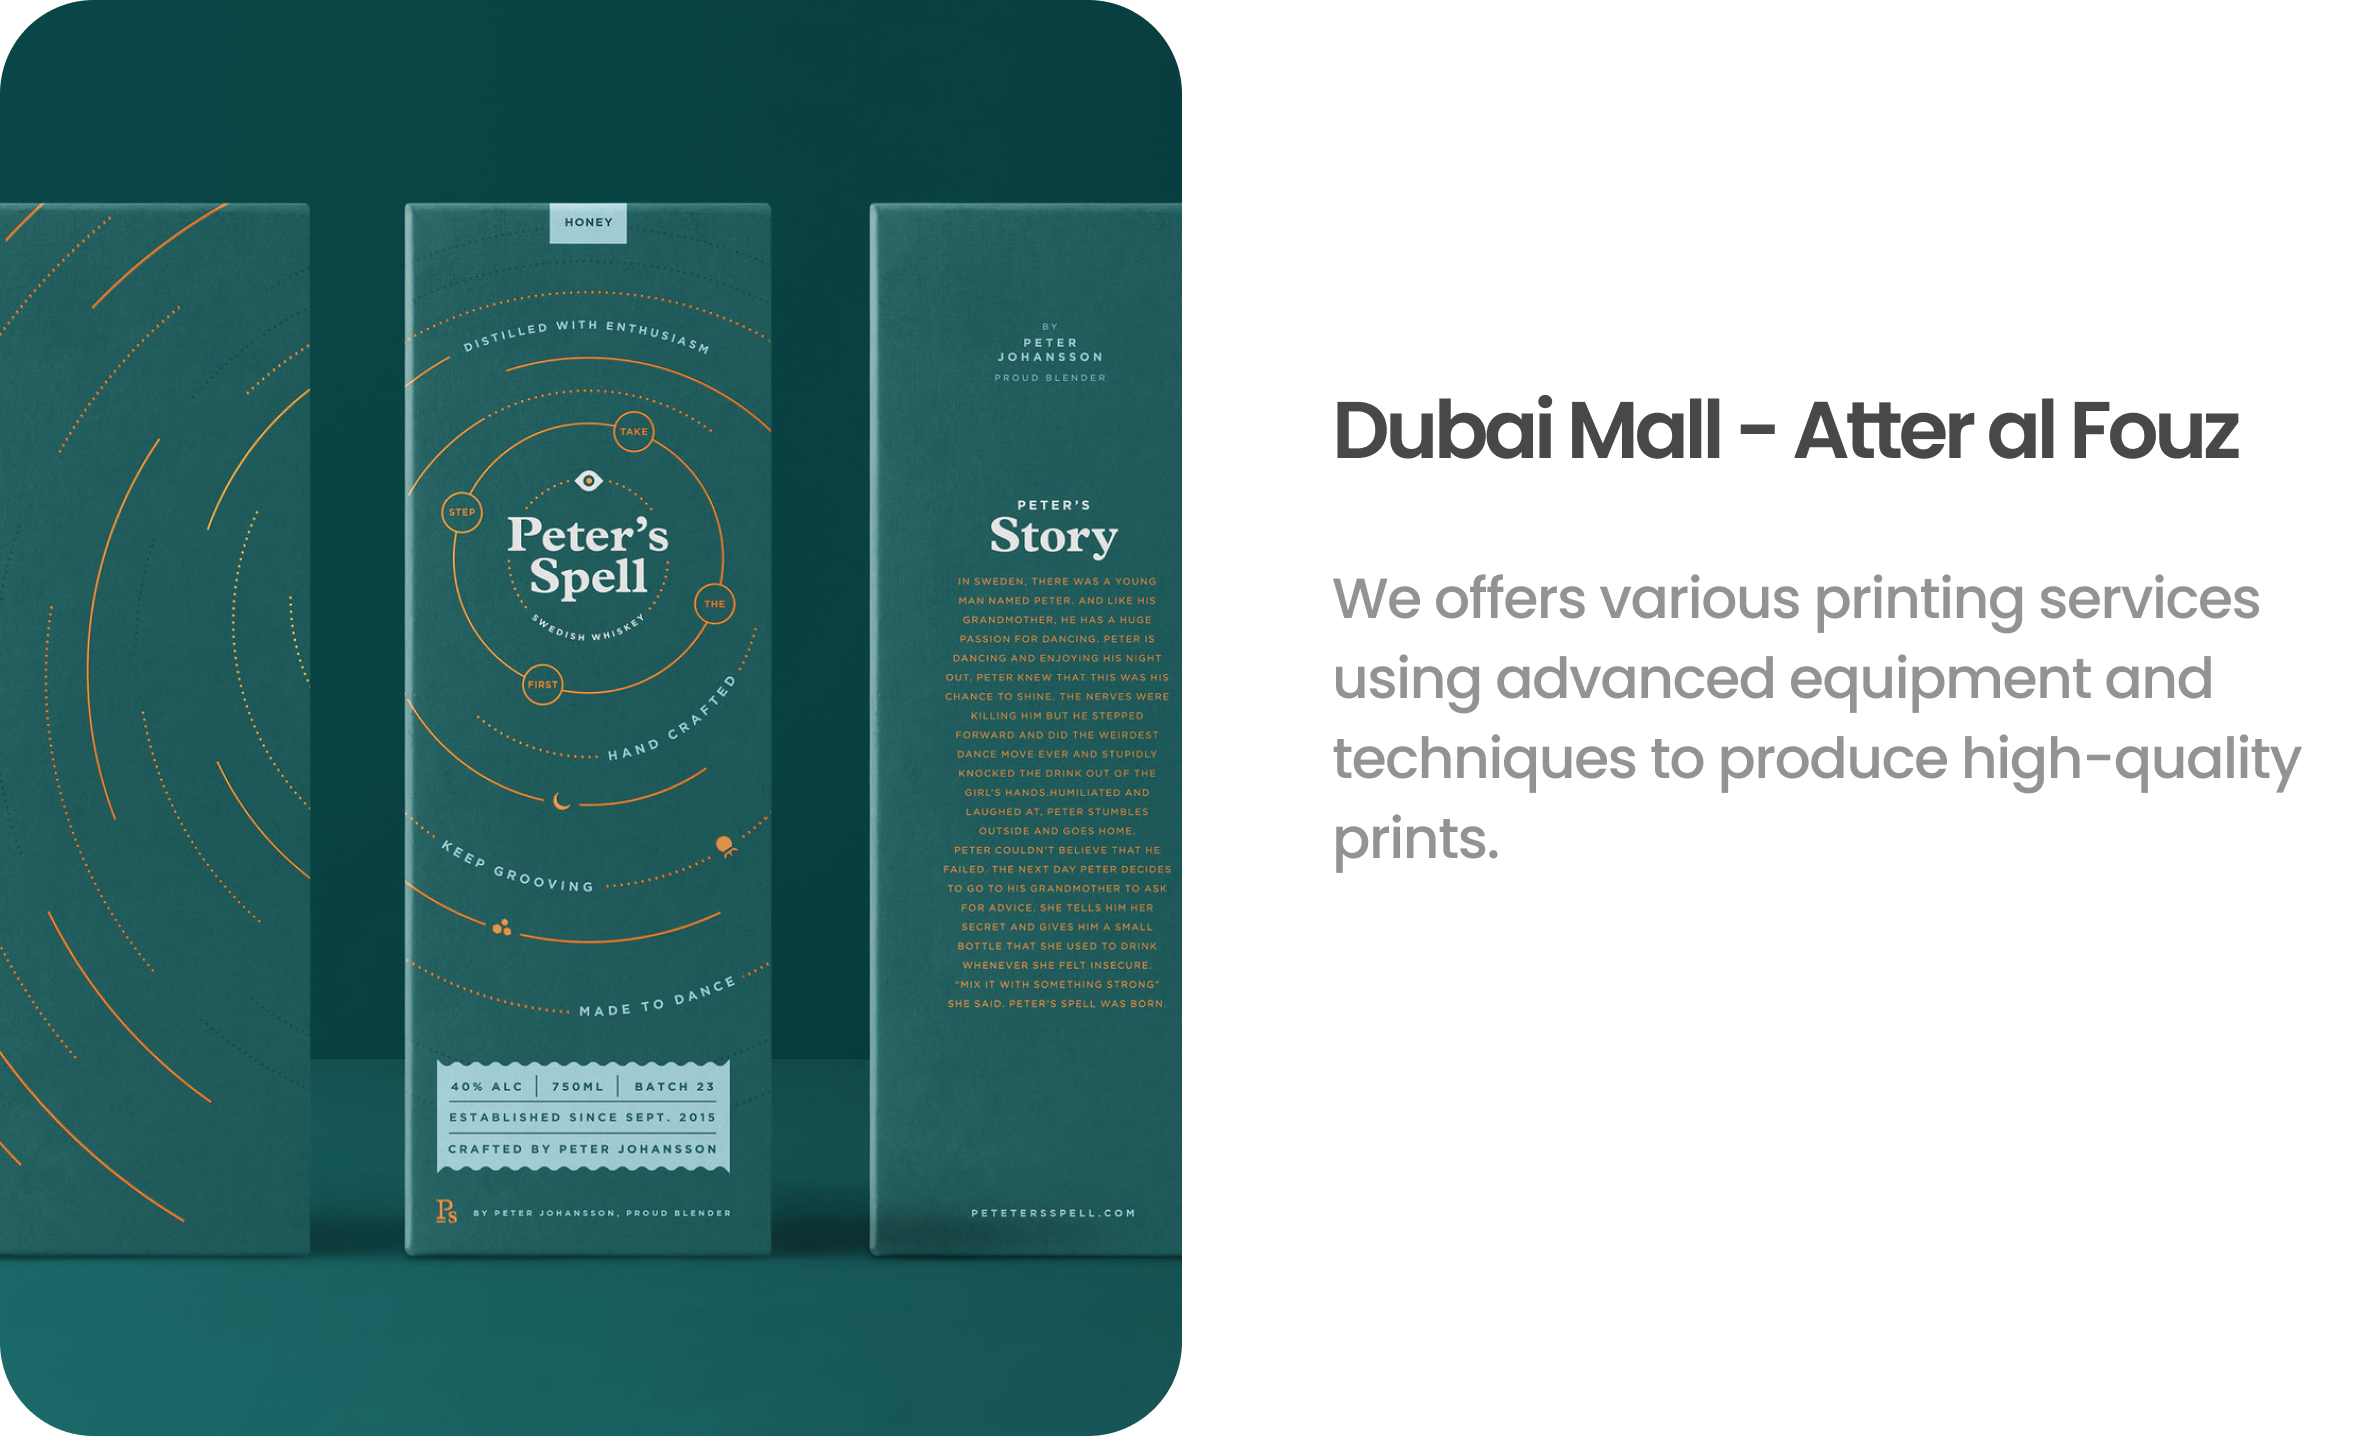 HONEY
DISTILLED WITH ENTHUSIASM
TAKE
STEP
Peter's
Spell
SWEDISH WHISKEY
THE
FIRST
HAND CRAFTED
KEEP GROOVING
MADE TO DANCE
40% ALC | 750ML | BATCH 23
ESTABLISHED SINCE SEPT. 2015
CRAFTED BY PETER JOHANSSON
Ps BY PETER JOHANSSON, PROUD BLENDER
BY
PETER
JOHANSSON
PROUD BLENDER
PETER'S
Story
IN SWEDEN, THERE WAS A YOUNG
MAN NAMED PETER. AND LIKE HIS
GRANDMOTHER, HE HAS A HUGE
PASSION FOR DANCING. PETER IS
DANCING AND ENJOYING HIS NIGHT
OUT. PETER KNEW THAT THIS WAS HIS
CHANCE TO SHINE. THE NERVES WERE
KILLING HIM BUT HE STEPPED
FORWARD AND DID THE WEIRDEST
DANCE MOVE EVER AND STUPIDLY
KNOCKED THE DRINK OUT OF THE
GIRL'S HANDS.HUMILIATED AND
LAUGHED AT, PETER STUMBLES
OUTSIDE AND GOES HOME.
PETER COULDN'T BELIEVE THAT HE
FAILED. THE NEXT DAY PETER DECIDES
TO GO TO HIS GRANDMOTHER TO ASK
FOR ADVICE. SHE TELLS HIM HER
SECRET AND GIVES HIM A SMALL
BOTTLE THAT SHE USED TO DRINK
WHENEVER SHE FELT INSECURE.
"MIX IT WITH SOMETHING STRONG"
SHE SAID. PETER'S SPELL WAS BORN.
PETETERSSPELL.COM
Dubai Mall - Atter al Fouz
We offers various printing services
using advanced equipment and
techniques to produce high-quality
prints.